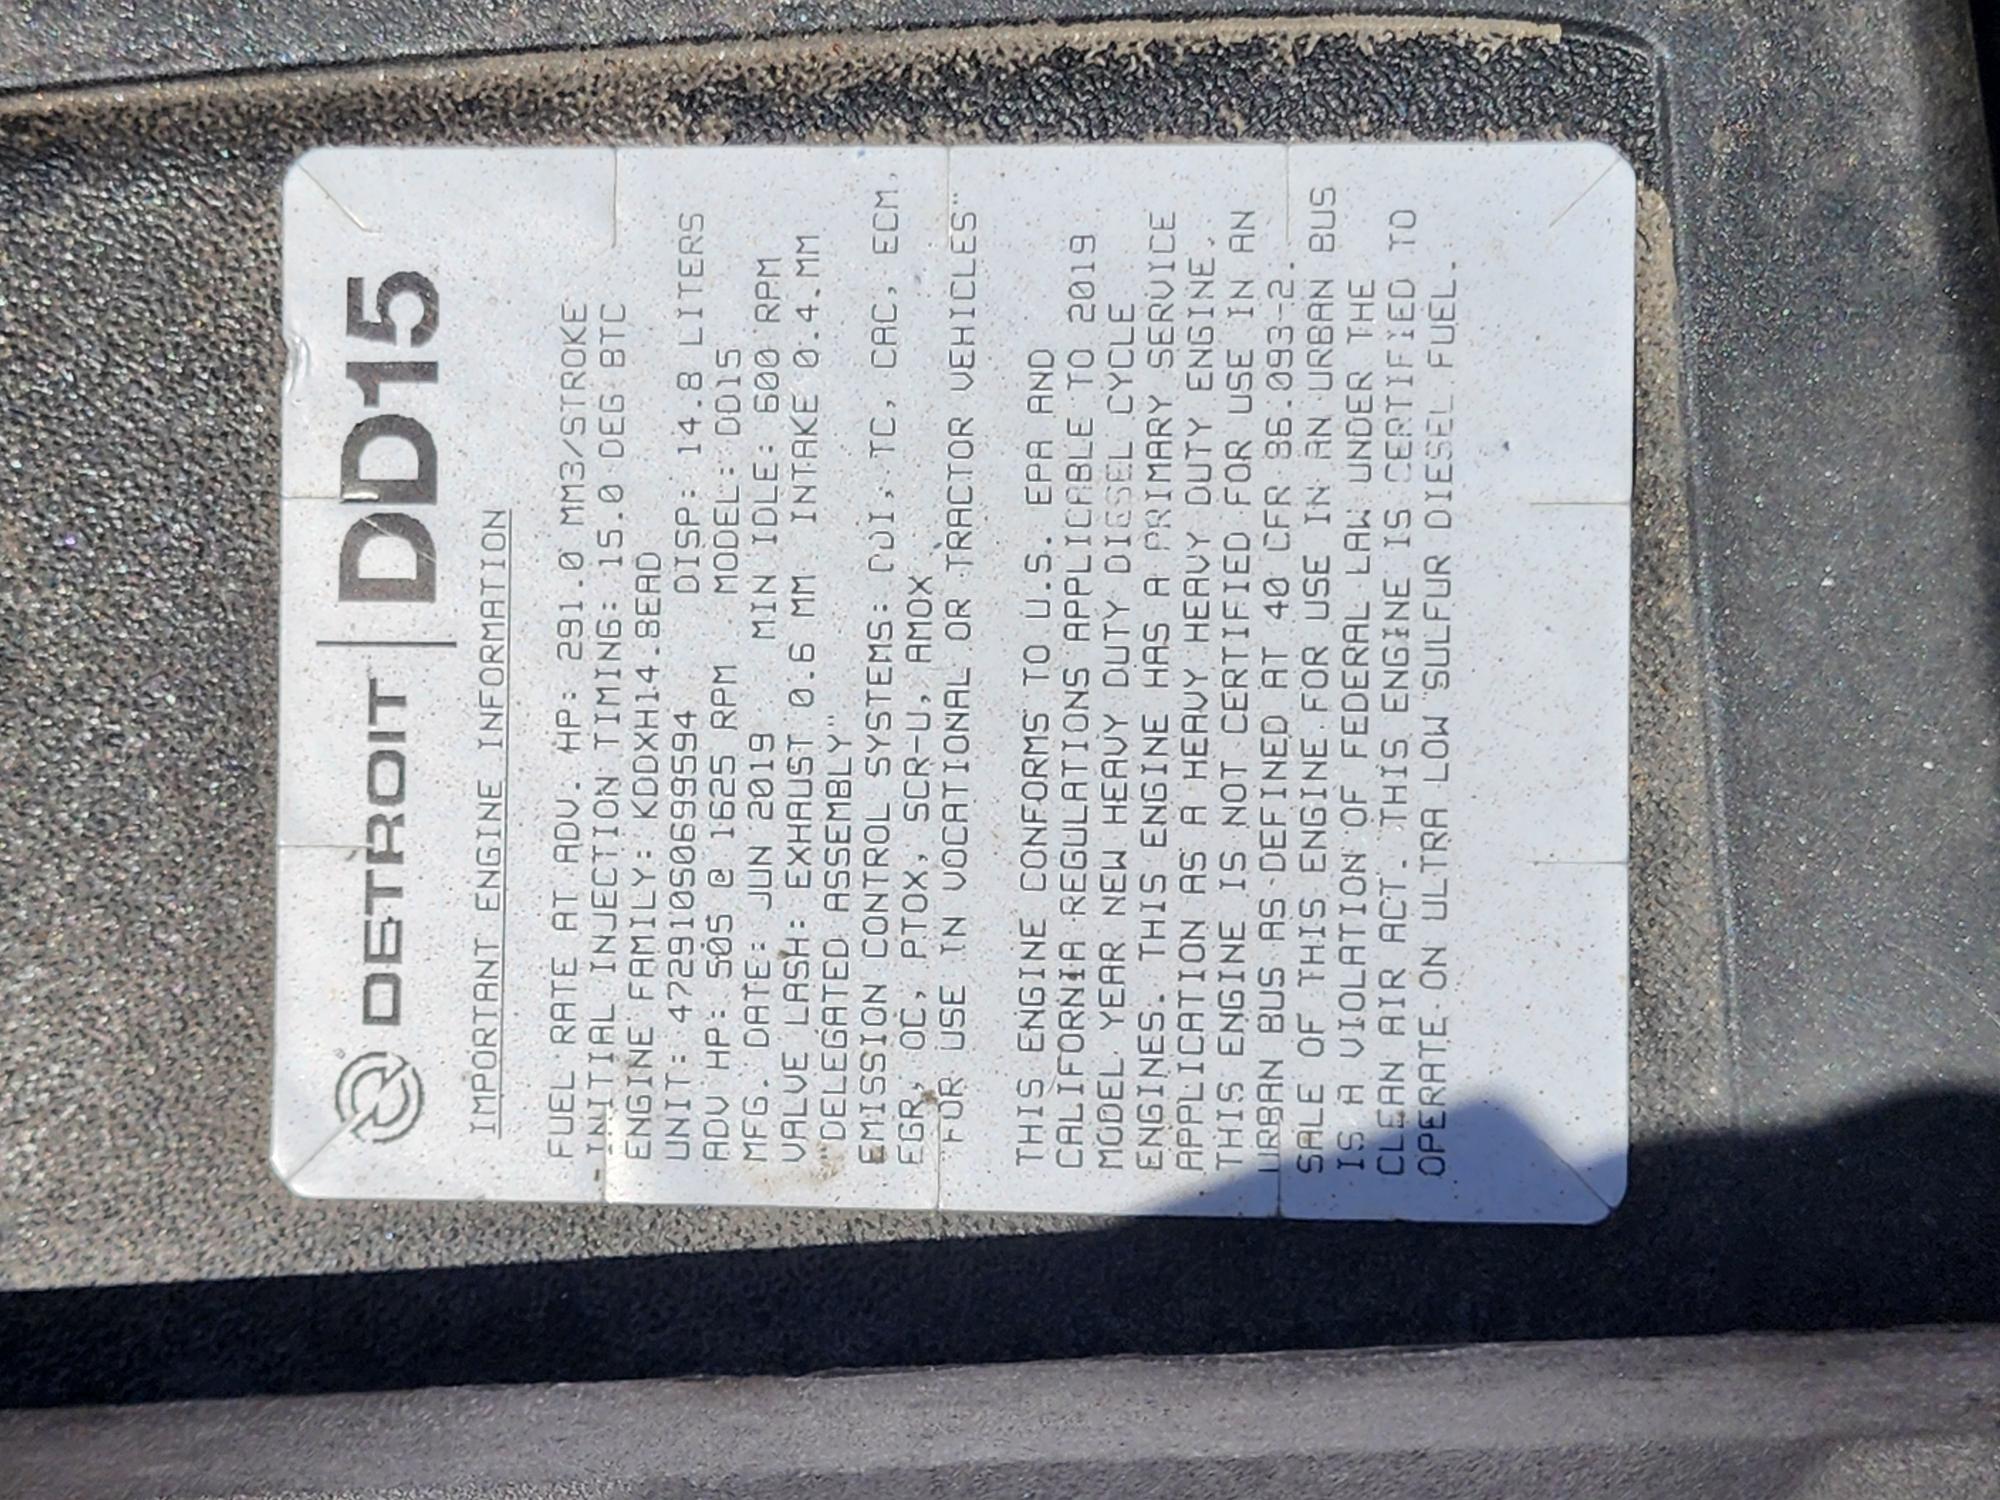 DETROIT | DD15
IMPORTANT ENGINE INFORMATION
FUEL RATE AT ADV. HP: 291.0 MM3/STROKE
INITIAL INJECTION TIMING: 15.0 DEG BTC
ENGINE FAMILY: KDDXH14.8EAD
UNIT: 472910S0699594 DISP: 14.8 LITERS
ADV HP: 505 @ 1625 RPM MODEL: DD15
MFG. DATE: JUN 2019 MIN IDLE: 600 RPM
VALVE LASH: EXHAUST 0.6 MM INTAKE 0.4 MM
"DELEGATED ASSEMBLY"
EMISSION CONTROL SYSTEMS: TC, CAC, ECM,
EGR, OC, PTOX, SCR-U, AMOX
FOR USE IN VOCATIONAL OR TRACTOR VEHICLES"
THIS ENGINE CONFORMS TO U.S. EPA AND
CALIFORNIA REGULATIONS APPLICABLE TO 2019
MODEL YEAR NEW HEAVY DUTY DIESEL CYCLE
ENGINES. THIS ENGINE HAS A PRIMARY SERVICE
APPLICATION AS A HEAVY HEAVY DUTY ENGINE.
THIS ENGINE IS NOT CERTIFIED FOR USE IN AN
URBAN BUS AS DEFINED AT 40 CFR 86.093-2.
SALE OF THIS ENGINE FOR USE IN AN URBAN BUS
IS A VIOLATION OF FEDERAL LAW UNDER THE
CLEAN AIR ACT. THIS ENGINE IS CERTIFIED TO
OPERATE ON ULTRA LOW SULFUR DIESEL FUEL.